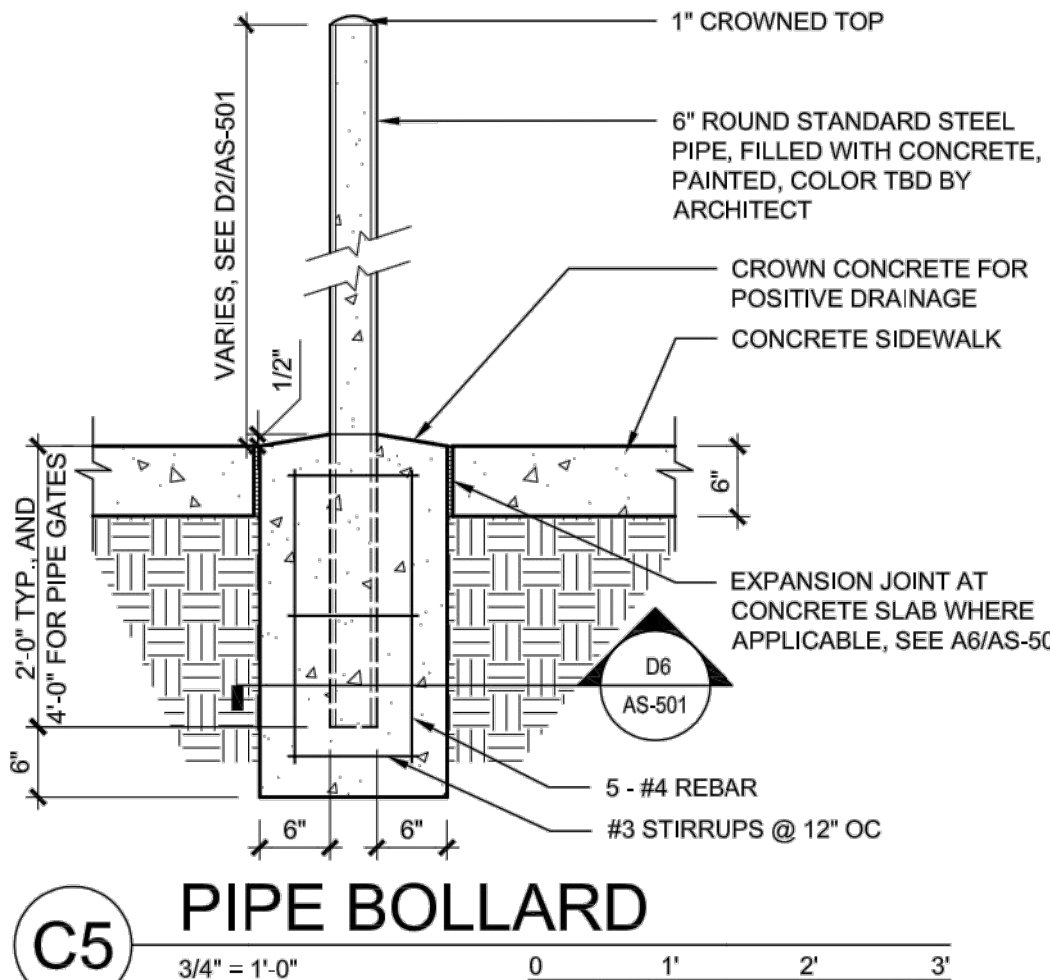 1" CROWNED TOP
6" ROUND STANDARD STEEL
PIPE, FILLED WITH CONCRETE,
PAINTED, COLOR TBD BY
ARCHITECT
VARIES, SEE D2/AS-501
CROWN CONCRETE FOR
POSITIVE DRAINAGE
CONCRETE SIDEWALK
1/2"
6"
2'-0" TYP., AND
4'-0" FOR PIPE GATES
EXPANSION JOINT AT
CONCRETE SLAB WHERE
APPLICABLE, SEE A6/AS-50
D6
AS-501
6"
5 - #4 REBAR
#3 STIRRUPS @ 12" OC
6"
6"
C5
PIPE BOLLARD
3/4" = 1'-0"
0 1' 2' 3'